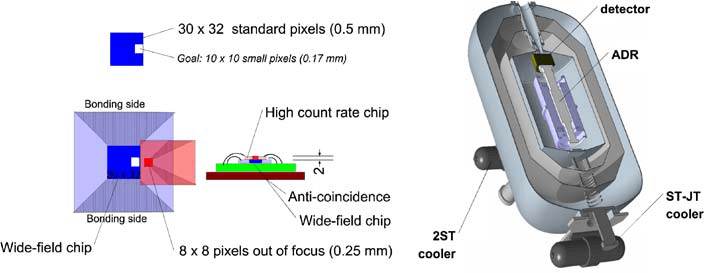 30 x 32 standard pixels (0.5 mm)
Goal: 10 x 10 small pixels (0.17 mm)
Bonding side
Bonding side
Wide-field chip
8 x 8 pixels out of focus (0.25 mm)
High count rate chip
2
Anti-coincidence
Wide-field chip
detector
ADR
2ST
cooler
ST-JT
cooler